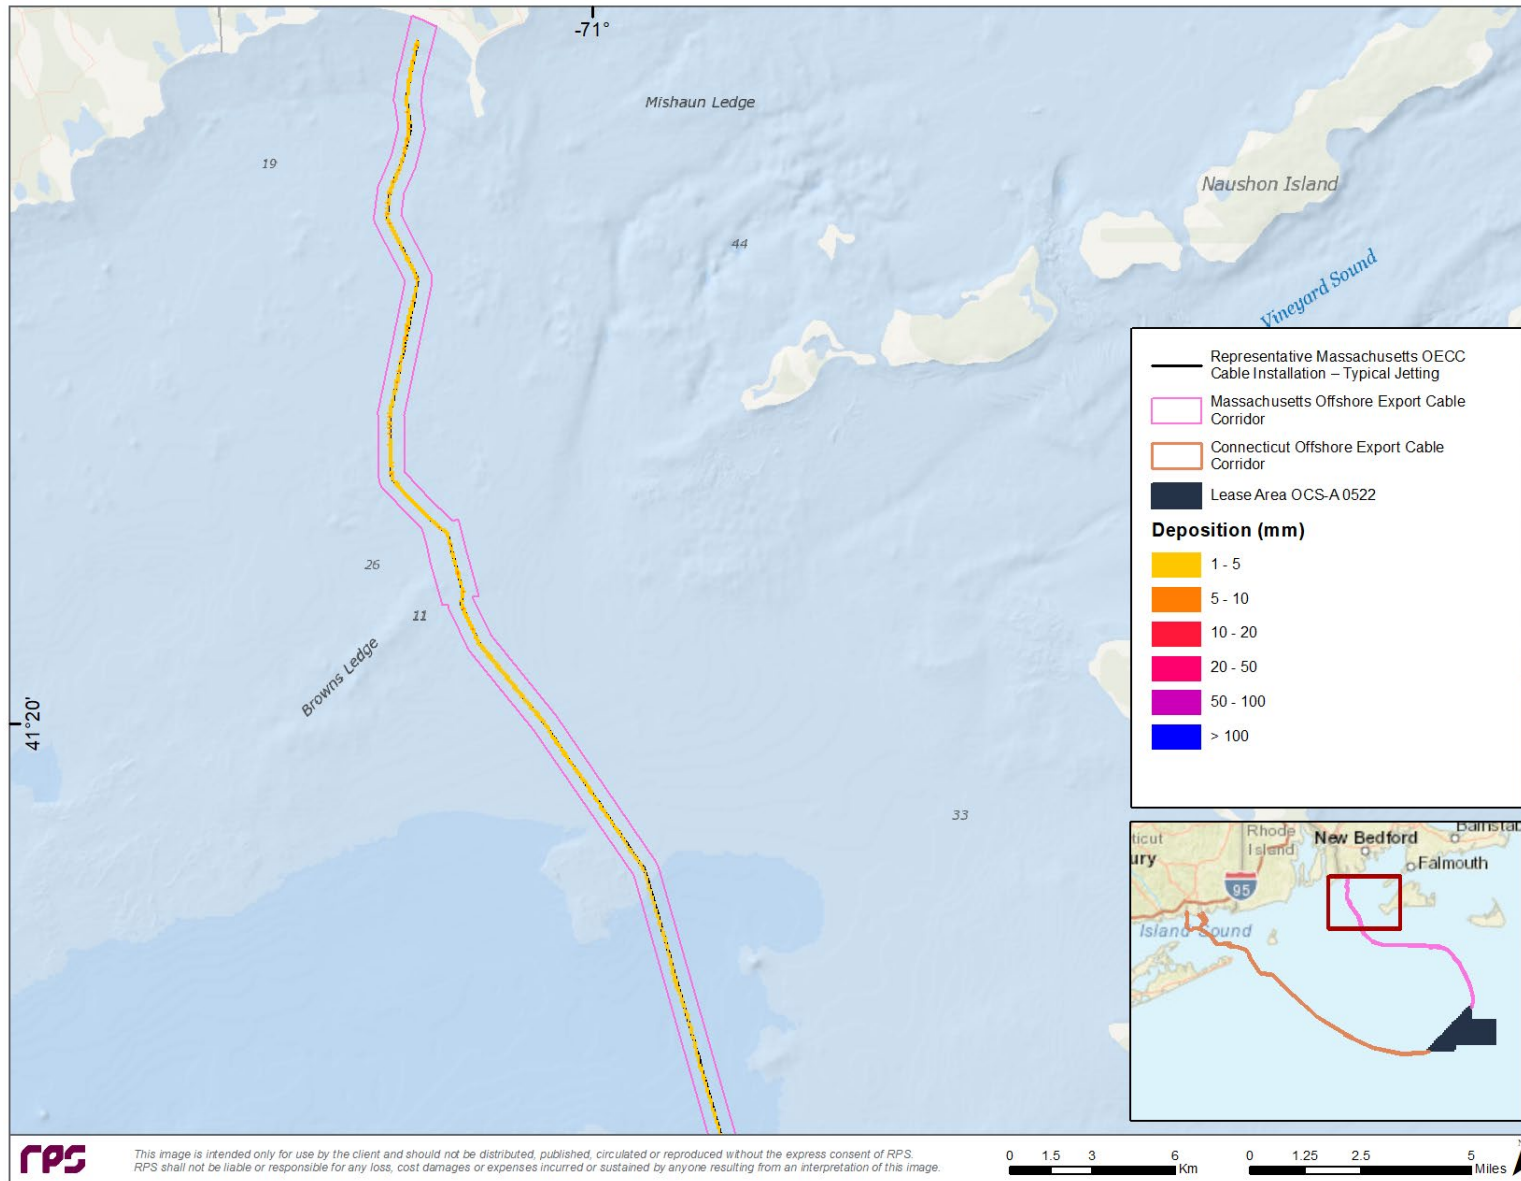 -71°
Mishaun Ledge
19
Naushon Island
44
Vineyard Sound
Representative Massachusetts OECC
Cable Installation – Typical Jetting
Massachusetts Offshore Export Cable
Corridor
Connecticut Offshore Export Cable
Corridor
Lease Area OCS-A 0522
Deposition (mm)
1 - 5
5 - 10
10 - 20
20 - 50
50 - 100
> 100
26
11
Browns Ledge
41°20'
33
ticut
ury
Rhode
Island
New Bedford
Barnstab
Falmouth
95
Island Sound
rps
This image is intended only for use by the client and should not be distributed, published, circulated or reproduced without the express consent of RPS.
RPS shall not be liable or responsible for any loss, cost damages or expenses incurred or sustained by anyone resulting from an interpretation of this image.
0 1.5 3 6
Km
0 1.25 2.5 5
Miles